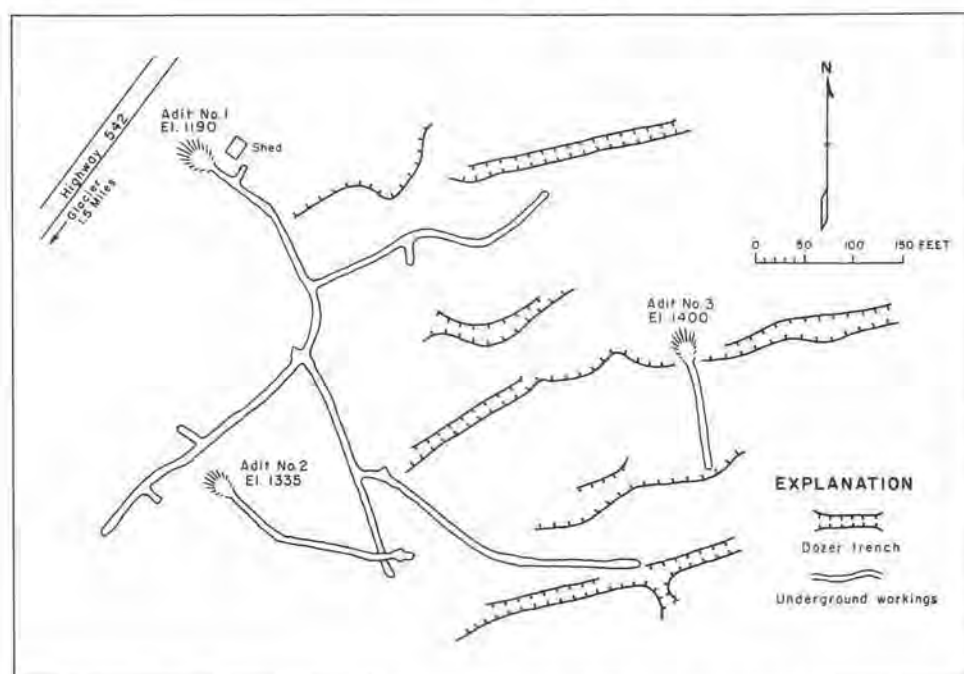 Highway 542
Glacier
1.5 Miles
Adit No.1
El. 1190
Shed
N
0 50 100 150 FEET
Adit No.3
El. 1400
Adit No.2
El. 1335
EXPLANATION
Dozer trench
Underground workings